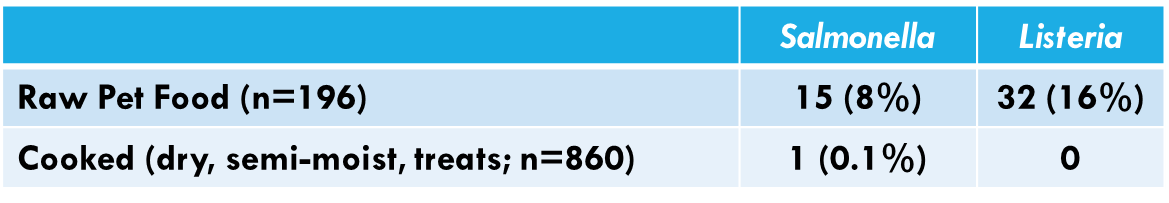 Salmonella Listeria
Raw Pet Food (n=196) 15 (8%) 32 (16%)
Cooked (dry, semi-moist, treats; n=860) 1 (0.1%) 0